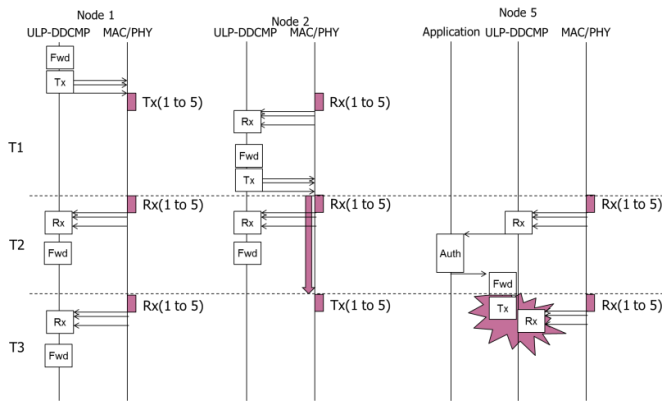 Node 1
Node 2
Node 5
ULP-DDCMP MAC/PHY
ULP-DDCMP MAC/PHY
Application ULP-DDCMP MAC/PHY
Fwd
Tx
Tx(1 to 5)
Rx
Rx(1 to 5)
T1
Fwd
Tx
Rx(1 to 5)
Rx(1 to 5)
Rx(1 to 5)
Rx
Rx
Rx
T2
Fwd
Fwd
Auth
Fwd
Rx(1 to 5)
Tx(1 to 5)
Tx
Rx(1 to 5)
Rx
Rx
T3
Fwd